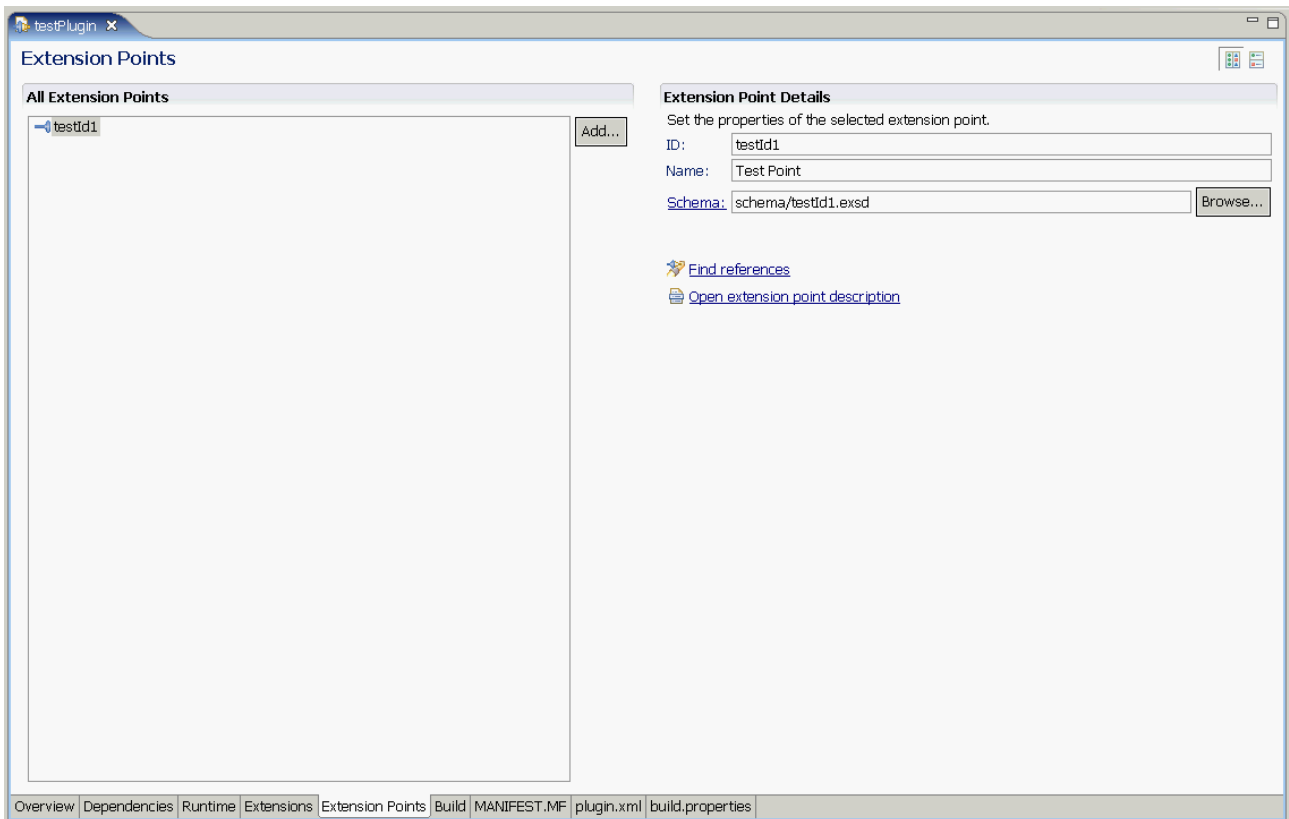 testPlugin
Extension Points
All Extension Points
testId1
Add...
Extension Point Details
Set the properties of the selected extension point.
ID: testId1
Name: Test Point
Schema: schema/testId1.exsd Browse...
Find references
Open extension point description
Overview Dependencies Runtime Extensions Extension Points Build MANIFEST.MF plugin.xml build.properties